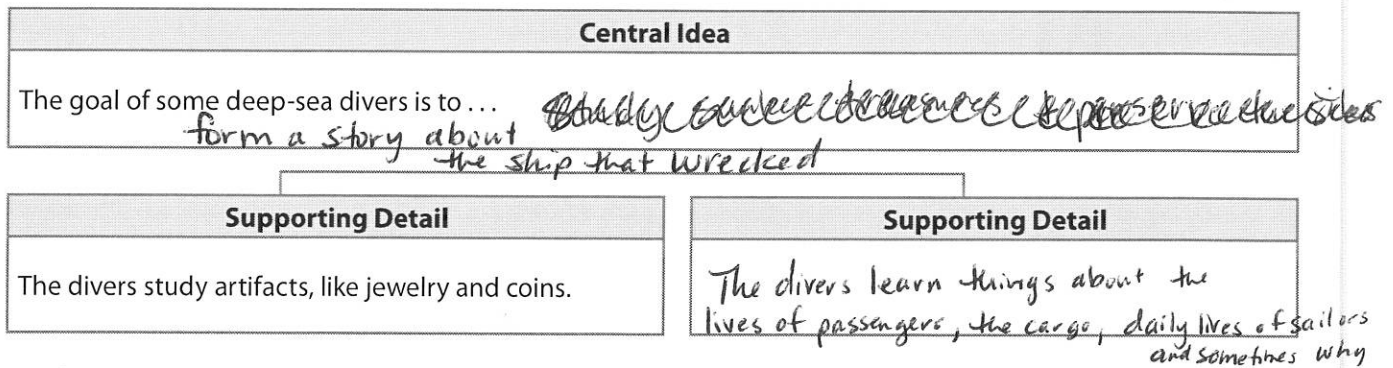 Central Idea
The goal of some deep-sea divers is to ...
form a story about
the ship that wrecked
Supporting Detail
The divers study artifacts, like jewelry and coins.
Supporting Detail
The divers learn things about the
lives of passengers, the cargo, daily lives of sailors
and sometimes why